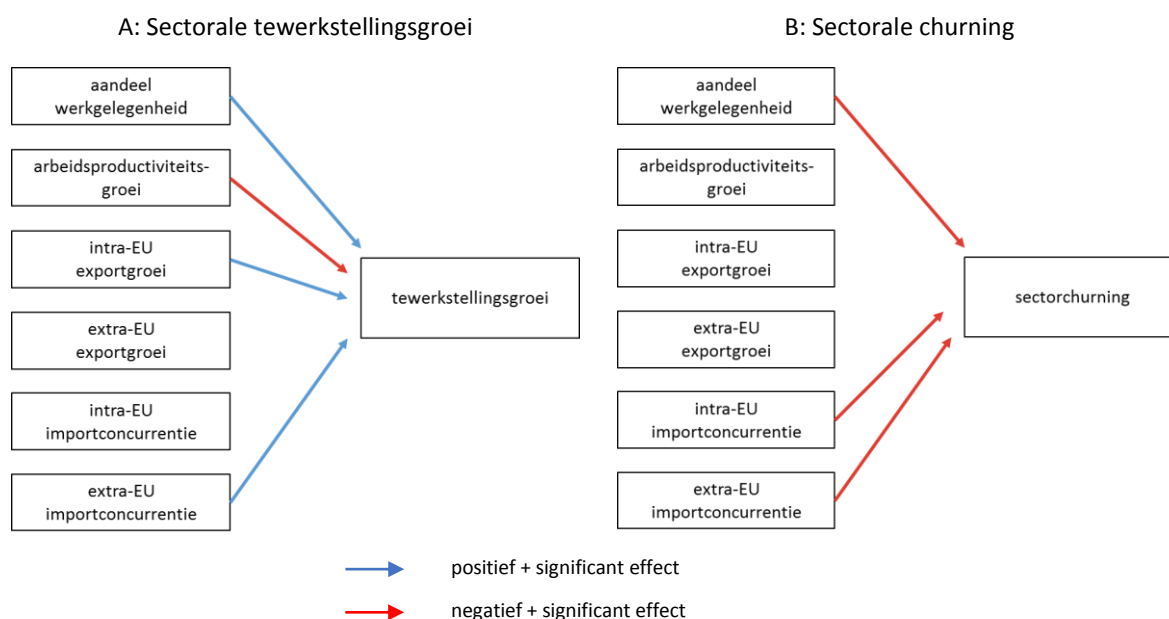 A: Sectorale tewerkstellingsgroei
aandeel
werkgelegenheid
arbeidsproductiviteits-
groei
intra-EU
exportgroei
extra-EU
exportgroei
intra-EU
importconcurrentie
extra-EU
importconcurrentie
tewerkstellingsgroei
B: Sectorale churning
aandeel
werkgelegenheid
arbeidsproductiviteits-
groei
intra-EU
exportgroei
extra-EU
exportgroei
intra-EU
importconcurrentie
extra-EU
importconcurrentie
sectorchurning
positief + significant effect
negatief + significant effect